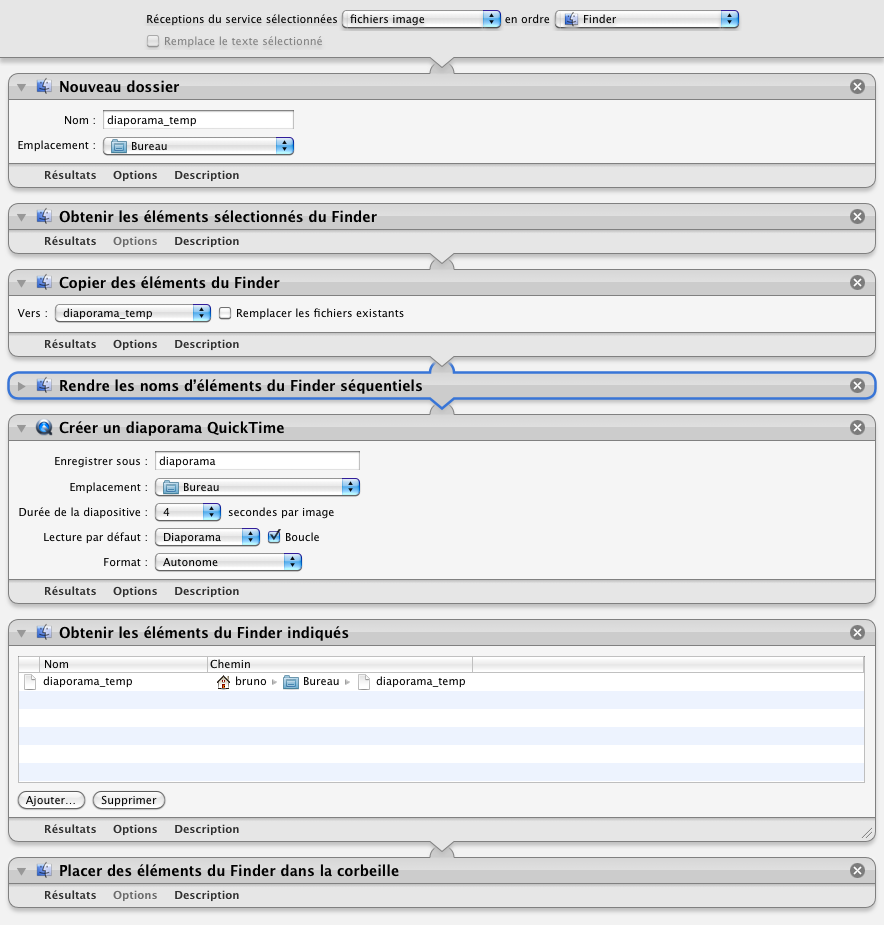 Réceptions du service sélectionnées fichiers image en ordre Finder
Remplace le texte sélectionné
Nouveau dossier
Nom : diaporama_temp
Emplacement : Bureau
Résultats Options Description
Obtenir les éléments sélectionnés du Finder
Résultats Options Description
Copier des éléments du Finder
Vers : diaporama_temp Remplacer les fichiers existants
Résultats Options Description
Rendre les noms d'éléments du Finder séquentiels
Créer un diaporama QuickTime
Enregistrer sous : diaporama
Emplacement : Bureau
Durée de la diapositive : 4 secondes par image
Lecture par défaut : Diaporama Boucle
Format : Autonome
Résultats Options Description
Obtenir les éléments du Finder indiqués
Nom Chemin
diaporama_temp bruno Bureau diaporama_temp
Ajouter... Supprimer
Résultats Options Description
Placer des éléments du Finder dans la corbeille
Résultats Options Description